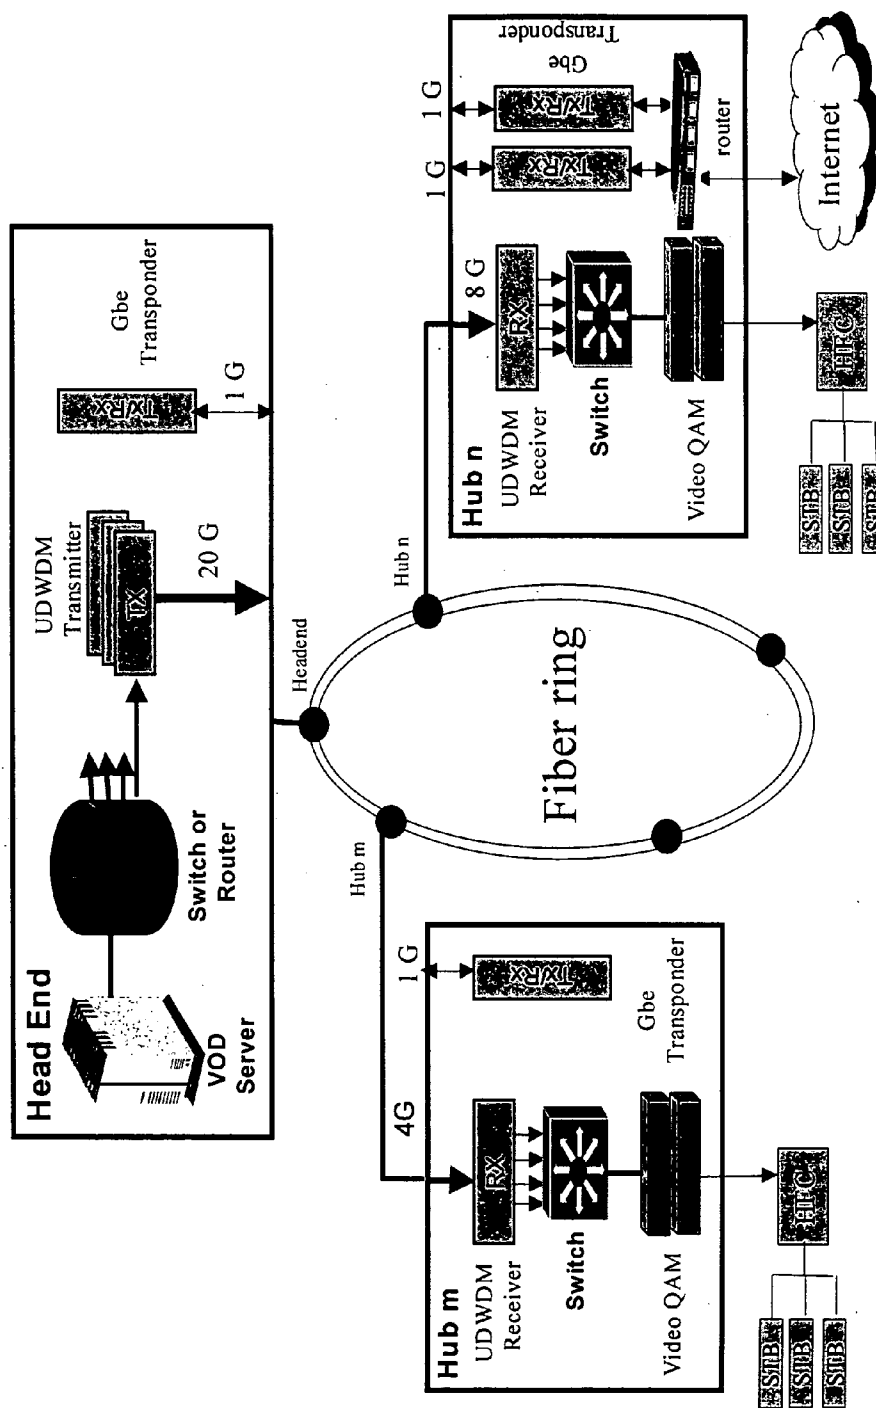 Head End
VOD
Server
Switch or
Router
UDWDM
Transmitter
TX
20 G
Gbe
Transponder
Tx/Rx
1 G
Headend
Hub m
Hub n
Fiber ring
Hub m
4G
1 G
UDWDM
Receiver
RX
Tx/Rx
Switch
Gbe
Transponder
Video QAM
HFC
STB
STB
STB
Hub n
8 G
1 G
1 G
UDWDM
Receiver
RX
Tx/Rx
Tx/Rx
Gbe
Transponder
Switch
Video QAM
router
Internet
HFC
STB
STB
STB